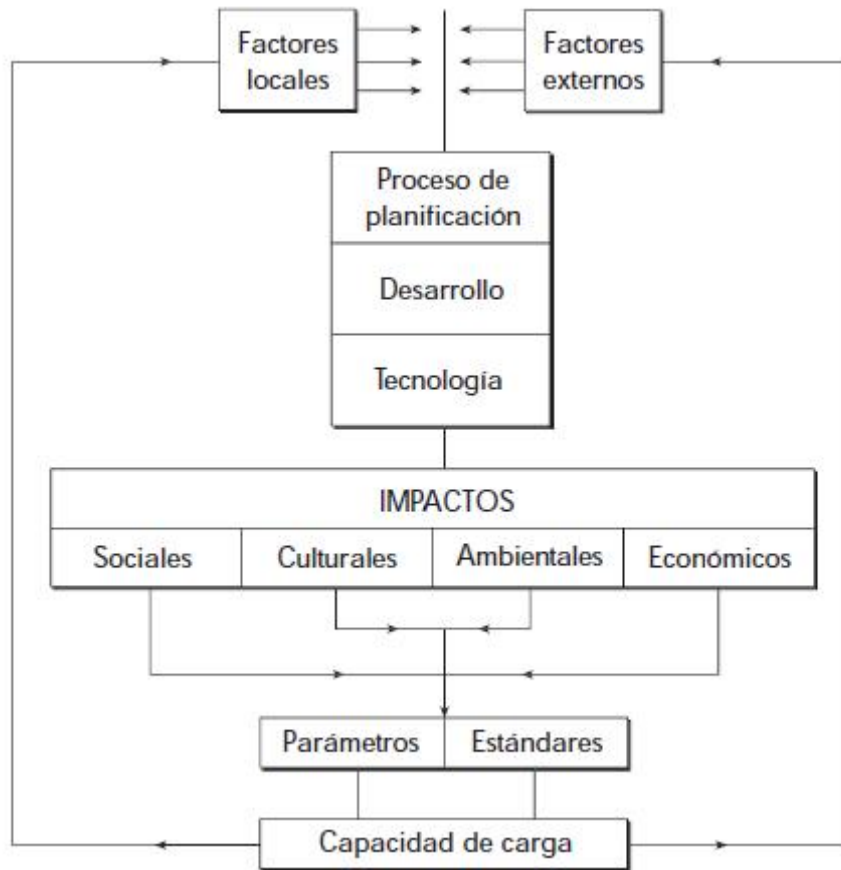 Factores
locales
Factores
externos
Proceso de
planificación
Desarrollo
Tecnología
IMPACTOS
Sociales
Culturales
Ambientales
Económicos
Parámetros
Estándares
Capacidad de carga